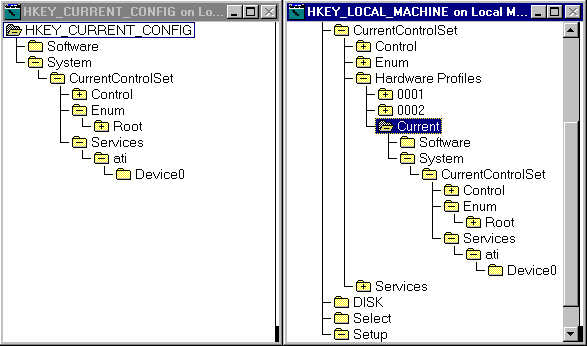 HKEY_CURRENT_CONFIG on Lo...
HKEY_CURRENT_CONFIG
Software
System
CurrentControlSet
Control
Enum
Root
Services
ati
Device0
HKEY_LOCAL_MACHINE on Local M...
CurrentControlSet
Control
Enum
Hardware Profiles
0001
0002
Current
Software
System
CurrentControlSet
Control
Enum
Root
Services
ati
Device0
Services
DISK
Select
Setup